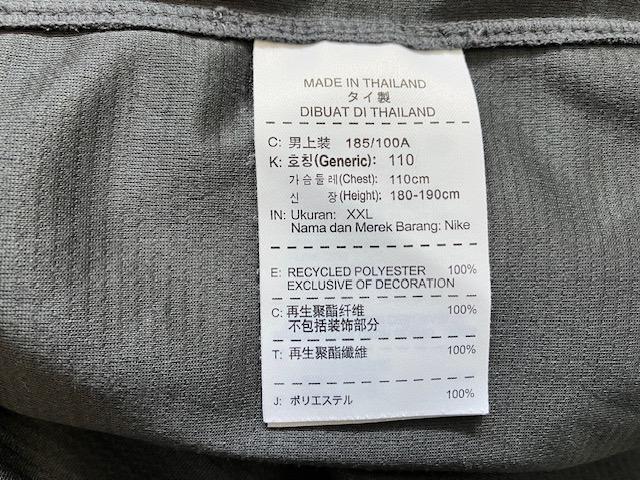 MADE IN THAILAND
タイ製
DIBUAT DI THAILAND
C: 男上装 185/100A
K: 호칭(Generic): 110
가슴둘레(Chest): 110cm
신 장(Height): 180-190cm
IN: Ukuran: XXL
Nama dan Merek Barang: Nike
E: RECYCLED POLYESTER 100%
EXCLUSIVE OF DECORATION
C: 再生聚酯纤维 100%
不包括装饰部分
T: 再生聚酯纖維 100%
J: ポリエステル 100%